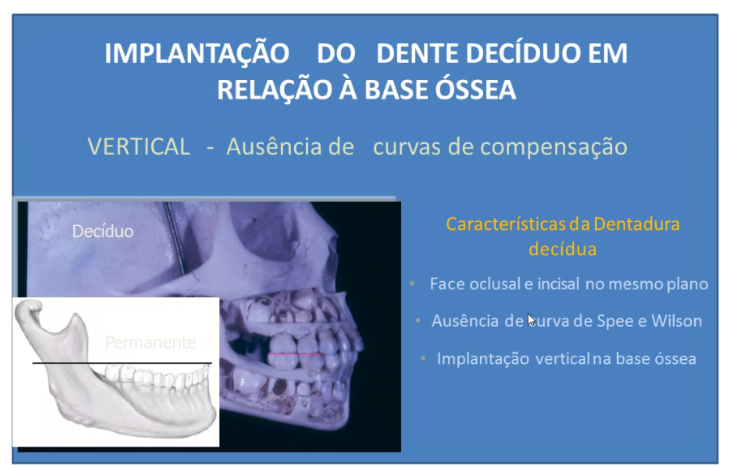 IMPLANTAÇÃO DO DENTE DECÍDUO EM
RELAÇÃO À BASE ÓSSEA
VERTICAL - Ausência de curvas de compensação
Decíduo
Permanente
Características da Dentadura
decídua
• Face oclusal e incisal no mesmo plano
• Ausência de curva de Spee e Wilson
• Implantação vertical na base óssea